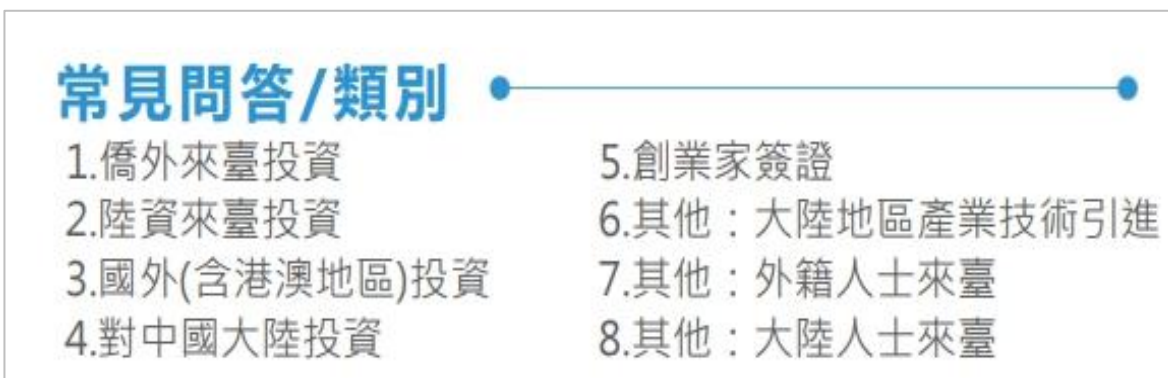 常見問答/類別
1.僑外來臺投資
2.陸資來臺投資
3.國外(含港澳地區)投資
4.對中國大陸投資
5.創業家簽證
6.其他：大陸地區產業技術引進
7.其他：外籍人士來臺
8.其他：大陸人士來臺